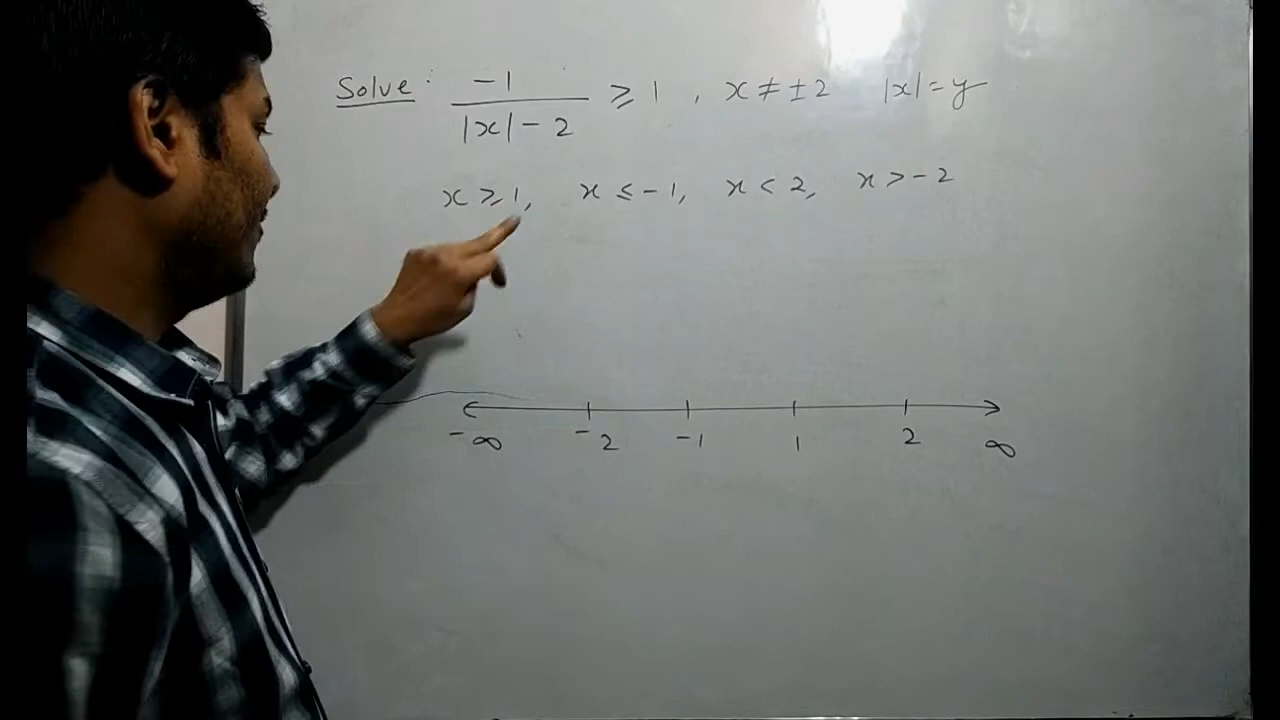 Solve: -1 / (|x| - 2) ⩾ 1 , x ≠ ±2 |x| = y
x ⩾ 1, x ≤ -1, x < 2, x > -2
-∞ -2 -1 1 2 ∞